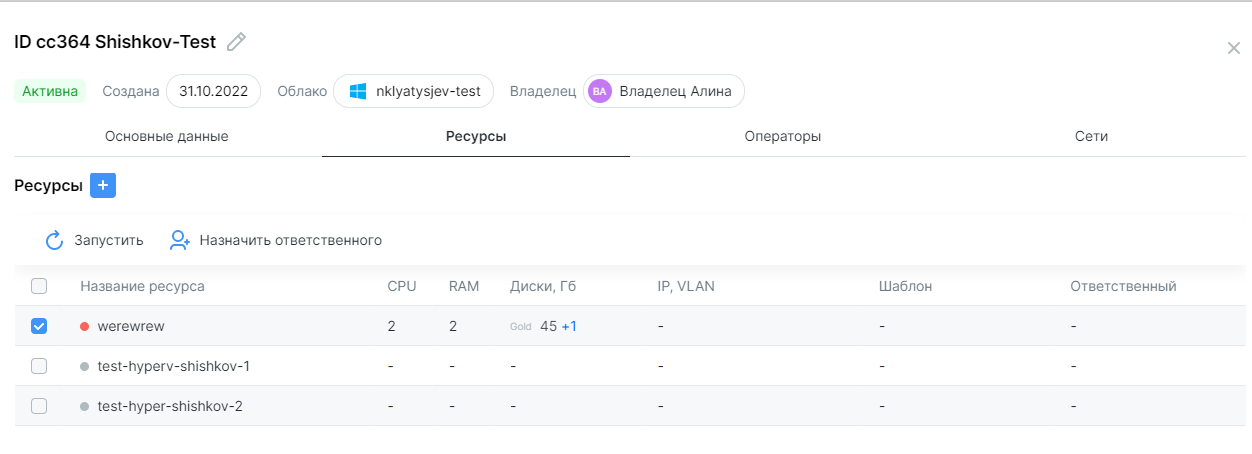 ID cc364 Shishkov-Test
Активна Создана 31.10.2022 Облако nklyatysjev-test Владелец ВА Владелец Алина
Основные данные Ресурсы Операторы Сети
Ресурсы +
Запустить Назначить ответственного
Название ресурса CPU RAM Диски, Гб IP, VLAN Шаблон Ответственный
werewrew 2 2 Gold 45 +1 - - -
test-hyperv-shishkov-1 - - - - - -
test-hyper-shishkov-2 - - - - - -